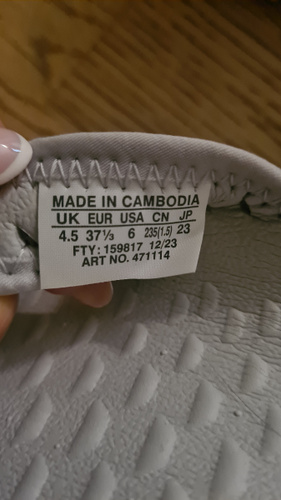 MADE IN CAMBODIA
UK EUR USA CN JP
4.5 37⅓ 6 235(1.5) 23
FTY: 159817 12/23
ART NO. 471114